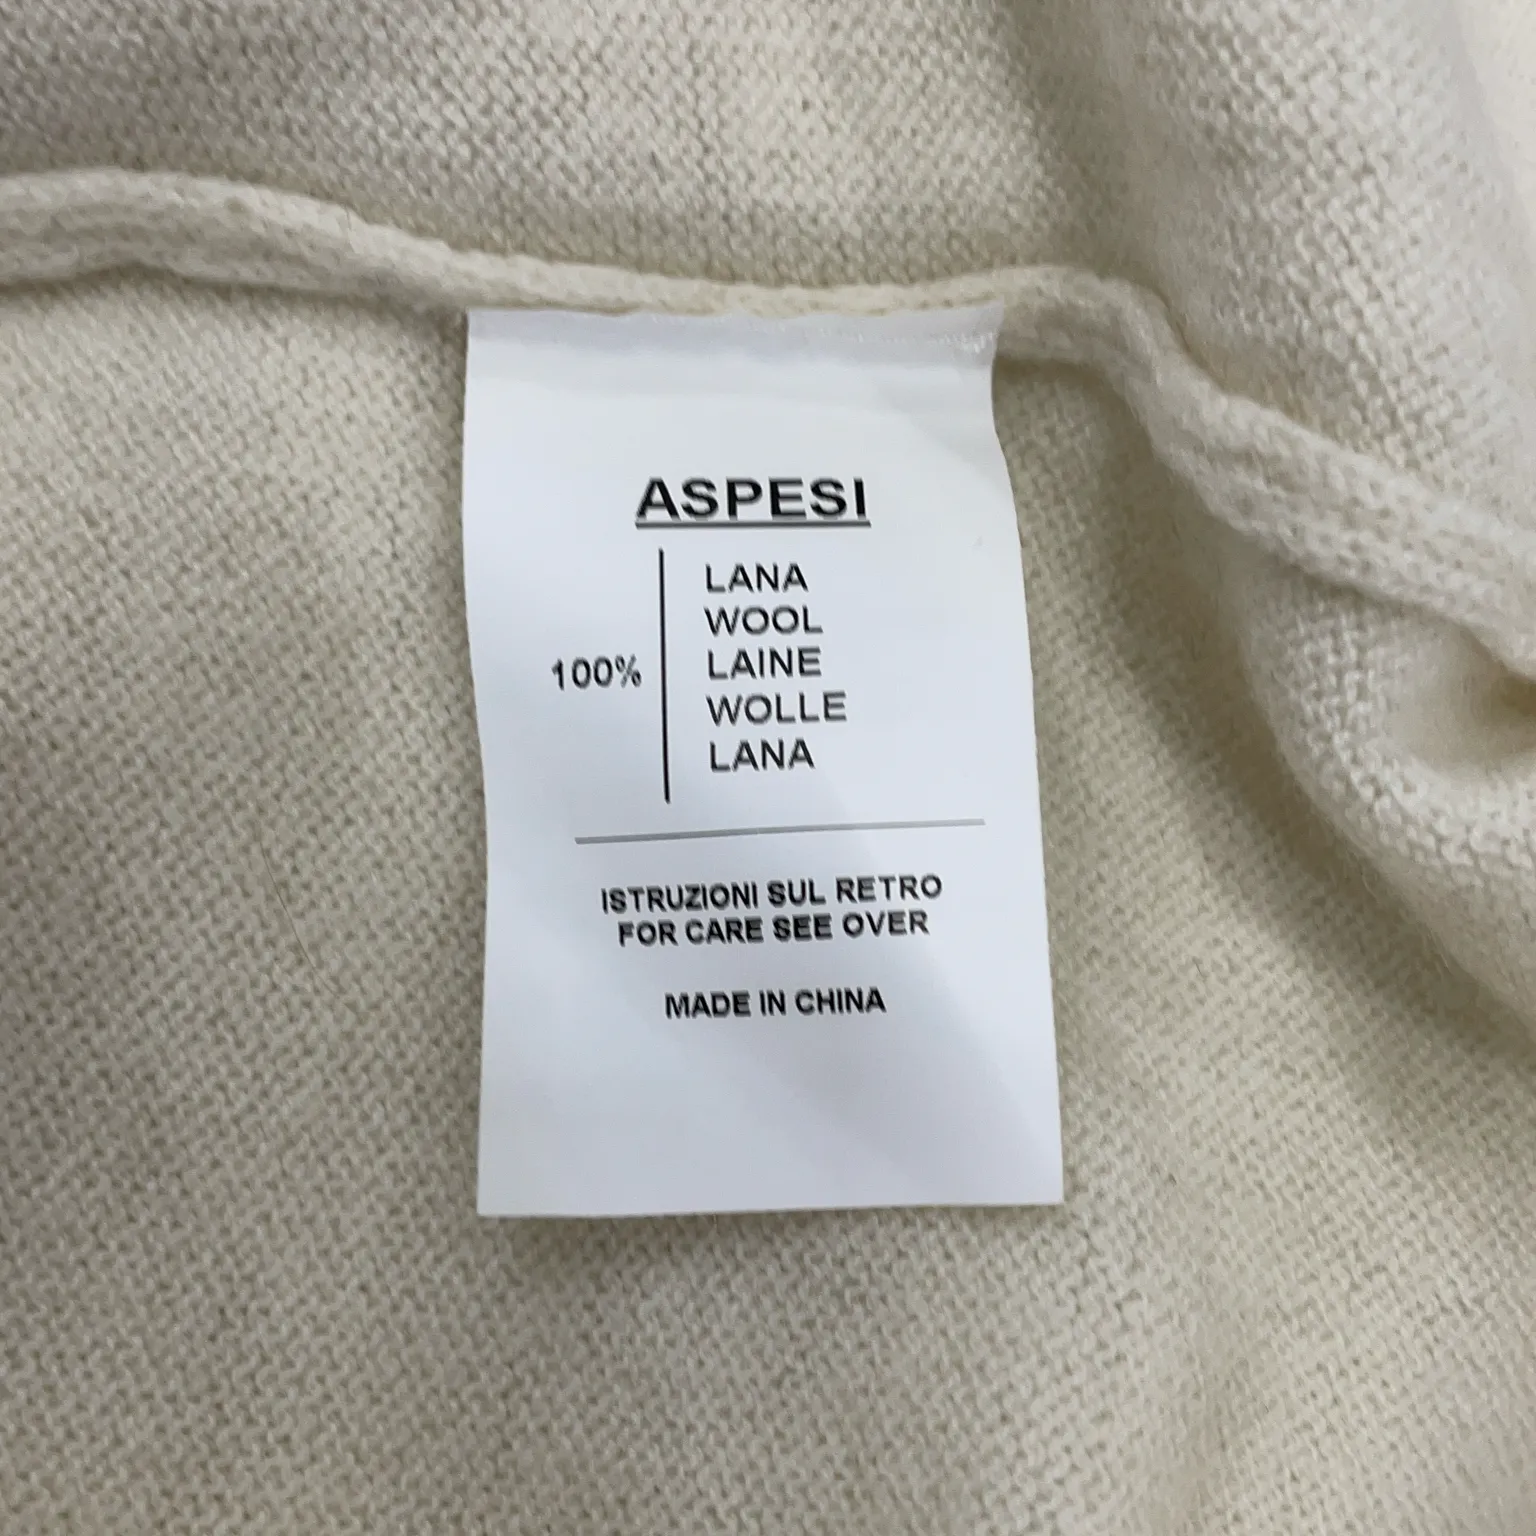 ASPESI
100%
LANA
WOOL
LAINE
WOLLE
LANA
ISTRUZIONI SUL RETRO
FOR CARE SEE OVER
MADE IN CHINA